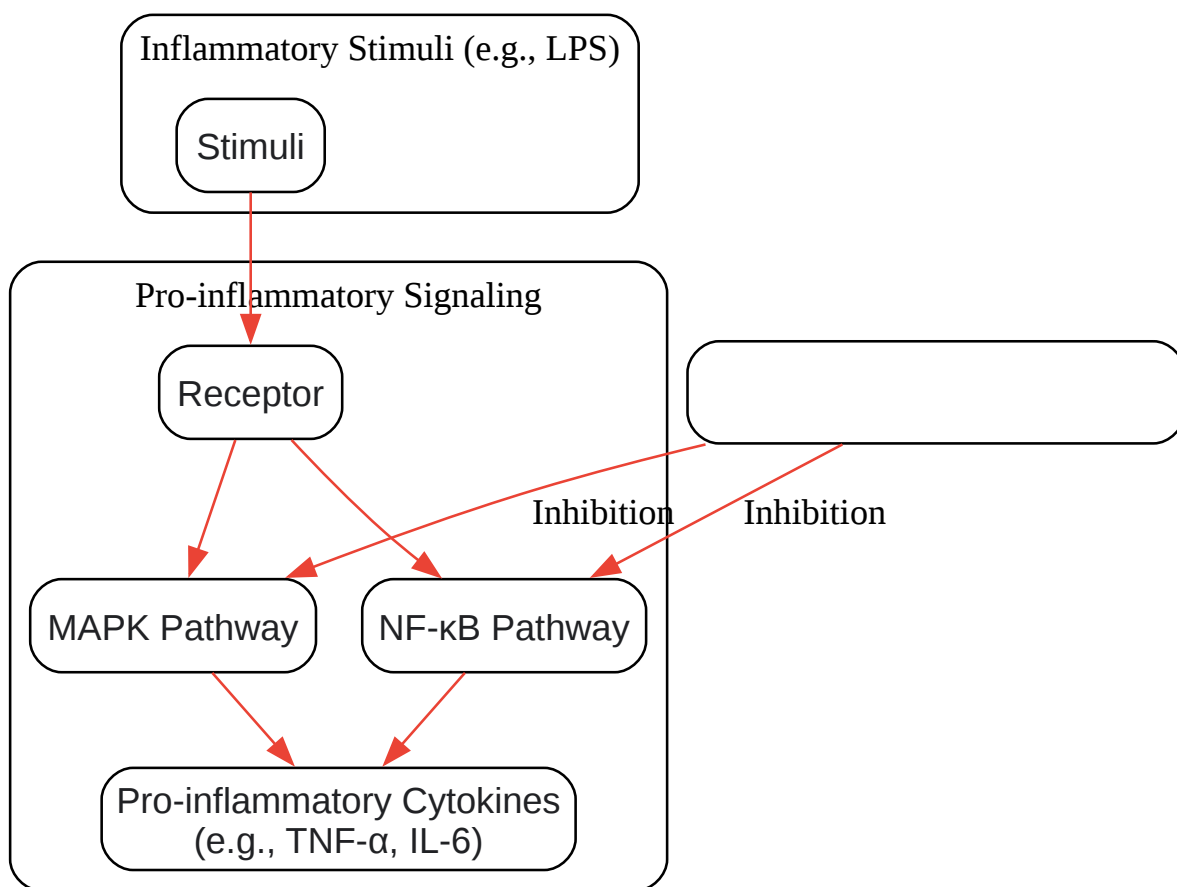 Inflammatory Stimuli (e.g., LPS)
Stimuli
Pro-inflammatory Signaling
Receptor
Inhibition
Inhibition
MAPK Pathway
NF-κB Pathway
Pro-inflammatory Cytokines
(e.g., TNF-α, IL-6)